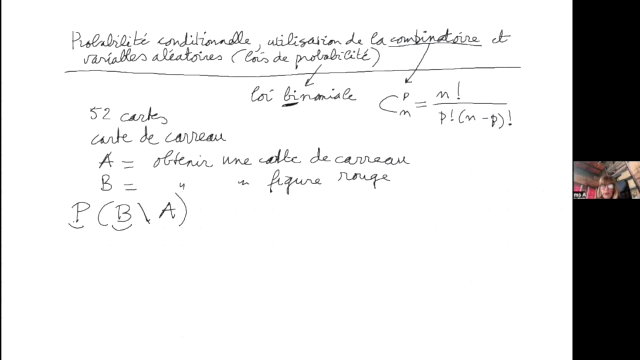 Probabilité conditionnelle, utilisation de la combinatoire et
variables aléatoires (lois de probabilité)
loi binomiale C_n^p = n! / p!(n-p)!
52 cartes
carte de carreau
A = obtenir une carte de carreau
B = " " figure rouge
P(B \ A)